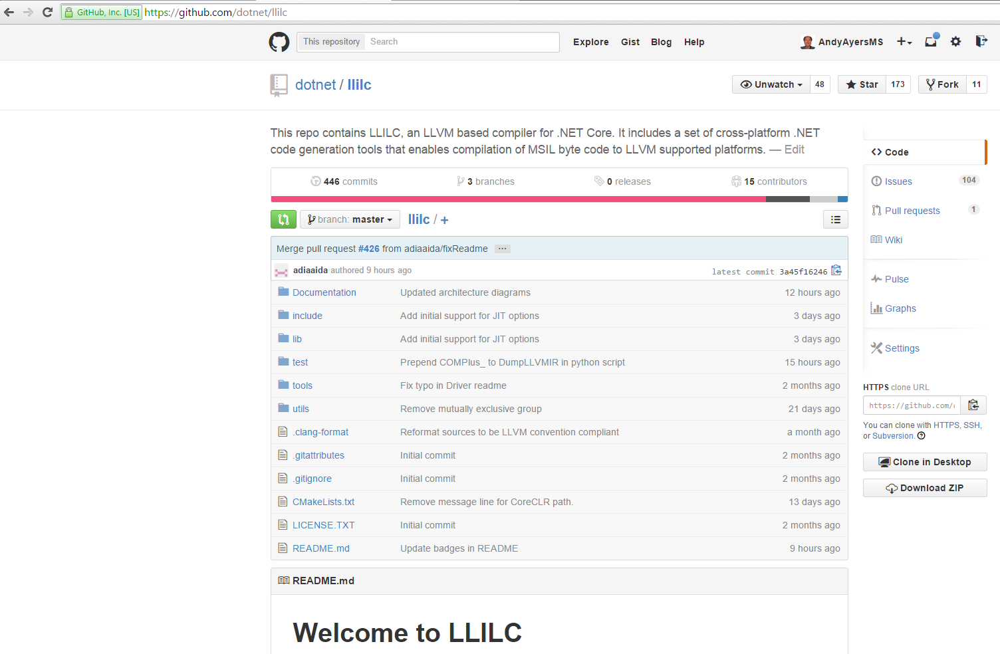 GitHub, Inc. [US] https://github.com/dotnet/llilc
This repository Search Explore Gist Blog Help AndyAyersMS
dotnet / llilc Unwatch 48 Star 173 Fork 11
This repo contains LLILC, an LLVM based compiler for .NET Core. It includes a set of cross-platform .NET
code generation tools that enables compilation of MSIL byte code to LLVM supported platforms. — Edit
446 commits 3 branches 0 releases 15 contributors
branch: master llilc / +
Merge pull request #426 from adiaaida/fixReadme ...
adiaaida authored 9 hours ago latest commit 3a45f16246
Documentation Updated architecture diagrams 12 hours ago
include Add initial support for JIT options 3 days ago
lib Add initial support for JIT options 3 days ago
test Prepend COMPlus_ to DumpLLVMIR in python script 15 hours ago
tools Fix typo in Driver readme 2 months ago
utils Remove mutually exclusive group 21 days ago
.clang-format Reformat sources to be LLVM convention compliant a month ago
.gitattributes Initial commit 2 months ago
.gitignore Initial commit 2 months ago
CMakeLists.txt Remove message line for CoreCLR path. 13 days ago
LICENSE.TXT Initial commit 2 months ago
README.md Update badges in README 9 hours ago
README.md
Welcome to LLILC
Code
Issues 104
Pull requests 1
Wiki
Pulse
Graphs
Settings
HTTPS clone URL
https://github.com/
You can clone with HTTPS, SSH,
or Subversion.
Clone in Desktop
Download ZIP